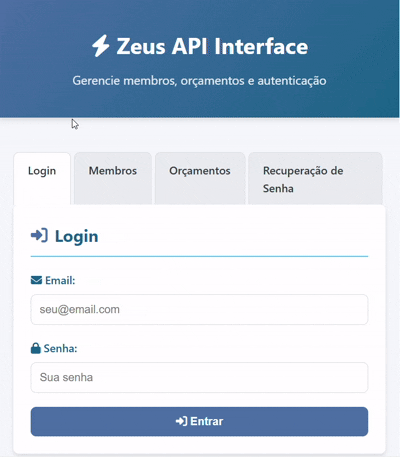 Zeus API Interface
Gerencie membros, orçamentos e autenticação
Login
Membros
Orçamentos
Recuperação de
Senha
Login
Email:
seu@email.com
Senha:
Sua senha
Entrar